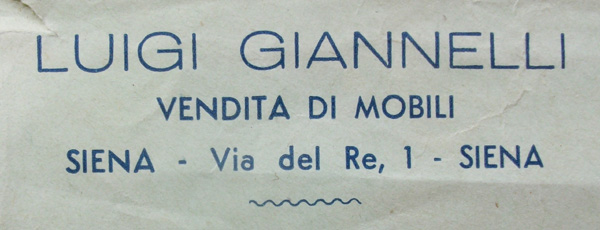 LUIGI GIANNELLI
VENDITA DI MOBILI
SIENA - Via del Re, 1 - SIENA